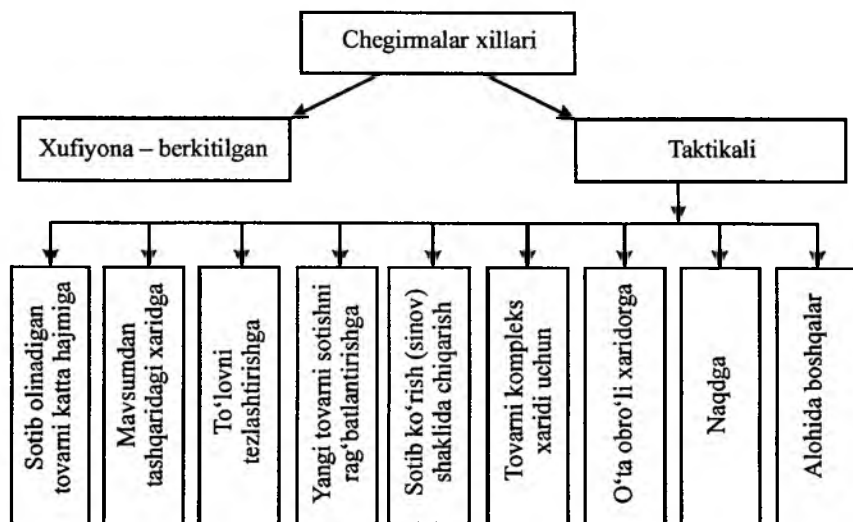 Chegirmalar xillari
Xufiyona – berkitilgan
Taktikali
Sotib olinadigan
tovarni katta hajmiga
Mavsumdan
tashqaridagi xaridga
To‘lovni
tezlashtirishga
Yangi tovarni sotishni
rag‘batlantirishga
Sotib ko‘rish (sinov)
shaklida chiqarish
Tovarni kompleks
xaridi uchun
O‘ta obro‘li xaridorga
Naqdga
Alohida boshqalar